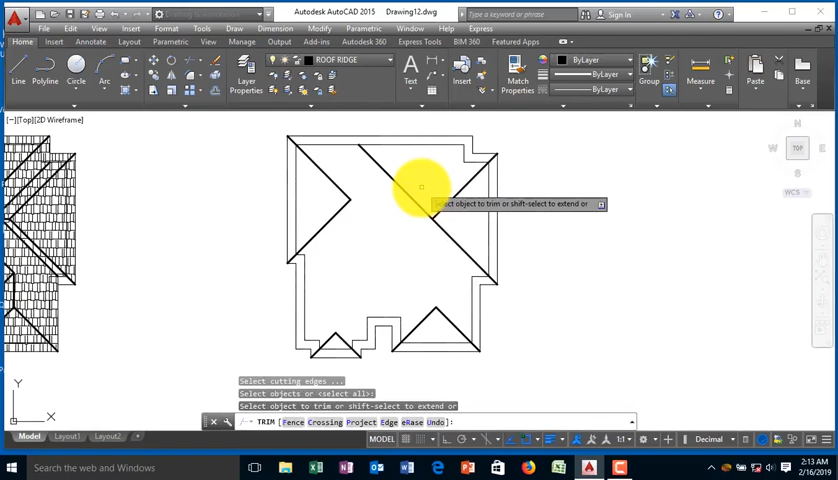 Autodesk AutoCAD 2015 Drawing12.dwg
Type a keyword or phrase
Sign In
File Edit View Insert Format Tools Draw Dimension Modify Parametric Window Help Express
Home Insert Annotate Parametric View Manage Output Add-ins Autodesk 360 Express Tools BIM 360 Featured Apps
ROOF RIDGE
ByLayer
ByLayer
ByLayer
Line Polyline Circle Arc
Layer
Properties
Text
Insert
Match
Properties
Group
Measure
Paste
Base
[−][Top][2D Wireframe]
N
W TOP E
S
WCS
Select object to trim or shift-select to extend or
Y
X
Select cutting edges ...
Select objects or <select all>:
Select object to trim or shift-select to extend or
TRIM [Fence Crossing Project Edge eRase Undo]:
Model Layout1 Layout2 +
MODEL
1:1
Decimal
Search the web and Windows
2:13 AM
2/16/2019